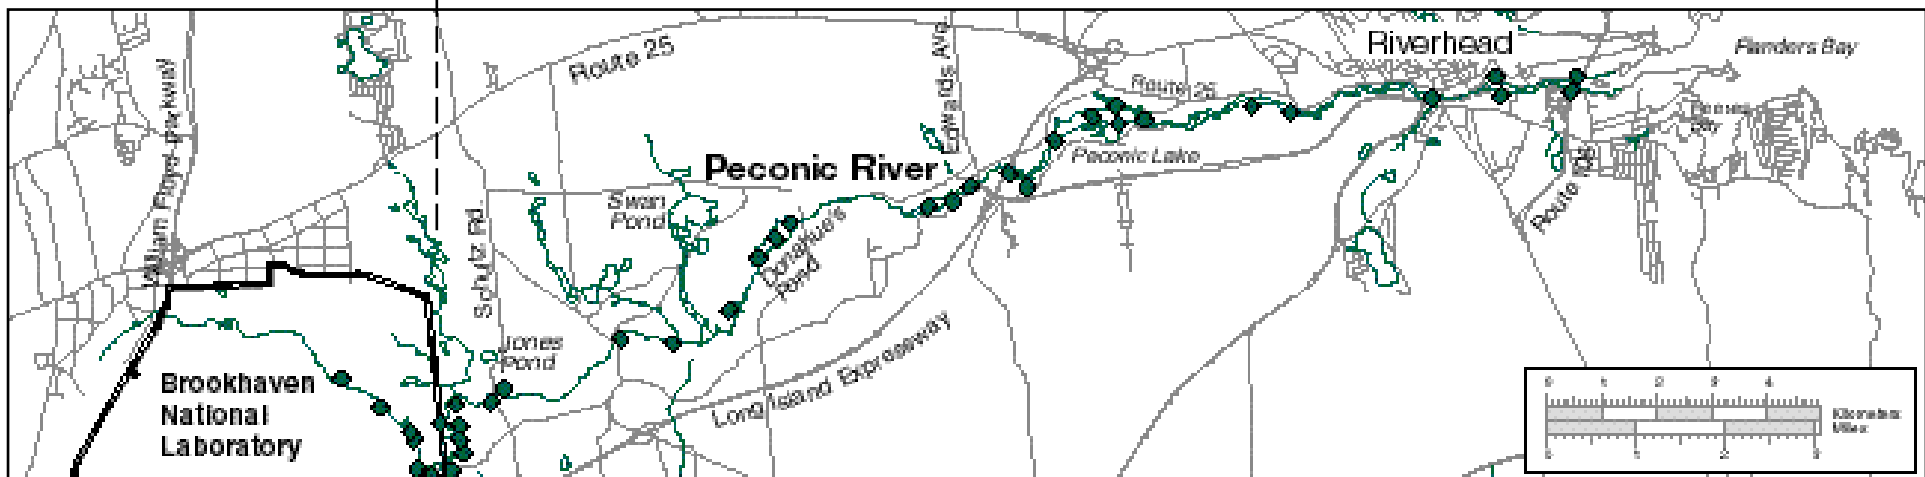 Riverhead
Flanders Bay
Route 25
Edwards Ave.
Route 25
William Floyd parkway
Peconic Lake
Peconic River
Swan
Pond
Schultz Rd.
Donahue's
Pond
Route
Jones
Pond
Long Island Expressway
Brookhaven
National
Laboratory
0 1 2 3 4
Kilometers
Miles
0 1 2 3